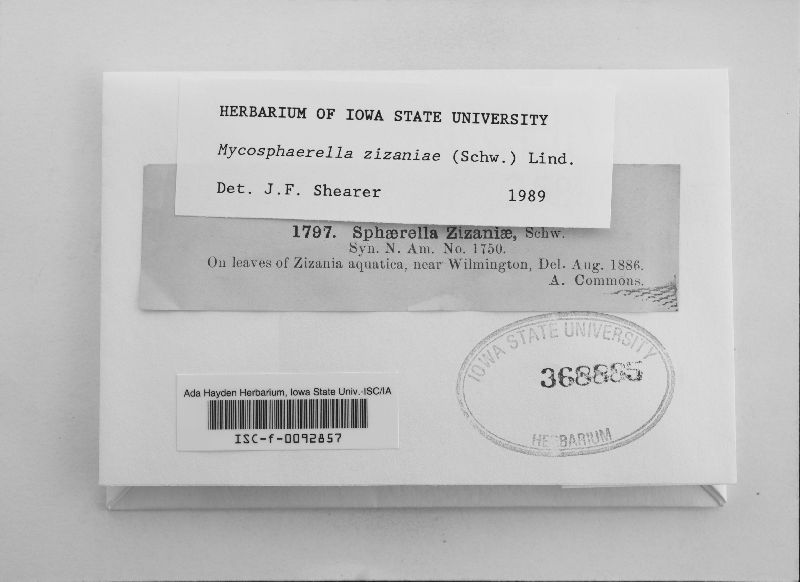 HERBARIUM OF IOWA STATE UNIVERSITY
Mycosphaerella zizaniae (Schw.) Lind.
Det. J.F. Shearer 1989
1797. Sphærella Zizaniæ, Schw.
Syn. N. Am. No. 1750.
On leaves of Zizania aquatica, near Wilmington, Del. Aug. 1886.
A. Commons.
IOWA STATE UNIVERSITY
368885
HERBARIUM
Ada Hayden Herbarium, Iowa State Univ.-ISC/IA
ISC-f-0092857